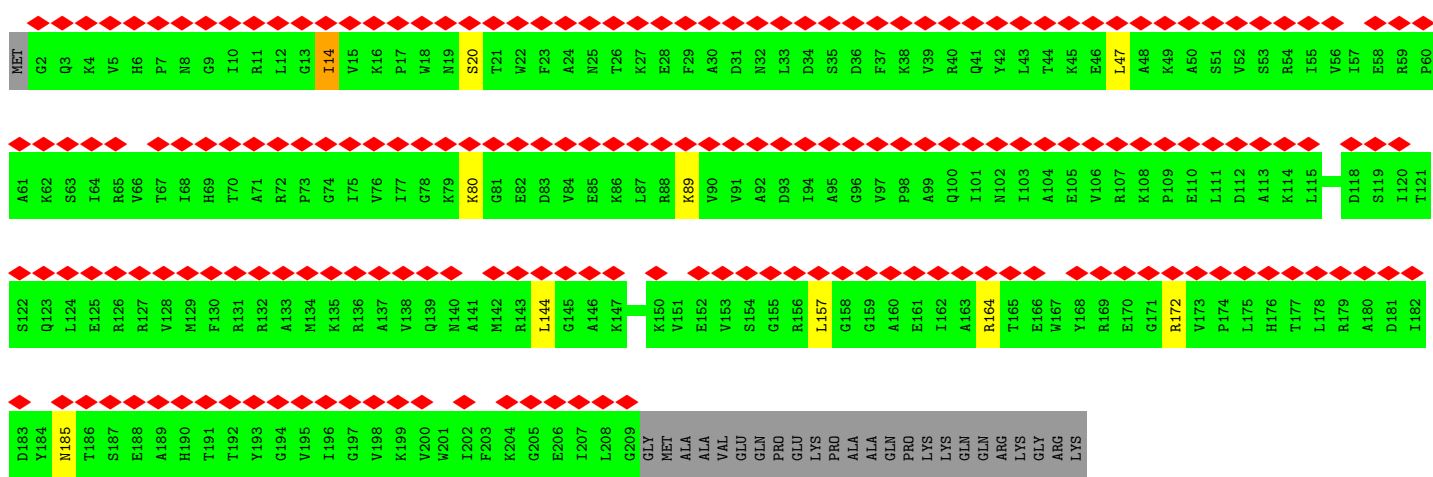 MET G2 Q3 K4 V5 H6 P7 N8 G9 I10 R11 L12 G13 I14 V15 K16 P17 W18 N19 S20 T21 W22 F23 A24 N25 T26 K27 E28 F29 A30 D31 N32 L33 D34 S35 D36 F37 K38 V39 R40 Q41 Y42 L43 T44 K45 E46 L47 A48 K49 A50 S51 V52 S53 R54 I55 V56 I57 E58 R59 P60
A61 K62 S63 I64 R65 V66 T67 I68 H69 T70 A71 R72 P73 G74 I75 V76 I77 G78 K79 K80 G81 E82 D83 V84 E85 K86 L87 R88 K89 V90 V91 A92 D93 I94 A95 G96 V97 P98 A99 Q100 I101 N102 I103 A104 E105 V106 R107 K108 P109 E110 L111 D112 A113 K114 L115 D118 S119 I120 T121
S122 Q123 L124 E125 R126 R127 V128 M129 F130 R131 R132 A133 M134 K135 R136 A137 V138 Q139 N140 A141 M142 R143 L144 G145 A146 K147 K150 V151 E152 V153 S154 G155 R156 L157 G158 G159 A160 E161 I162 A163 R164 T165 E166 W167 Y168 R169 E170 G171 R172 V173 P174 L175 H176 T177 L178 R179 A180 D181 I182
D183 Y184 N185 T186 S187 E188 A189 H190 T191 T192 Y193 G194 V195 I196 G197 V198 K199 V200 W201 I202 F203 K204 G205 E206 I207 L208 G209 GLY MET ALA ALA VAL GLU GLN PRO GLU LYS PRO ALA ALA GLN PRO LYS LYS GLN GLN ARG LYS GLY ARG LYS